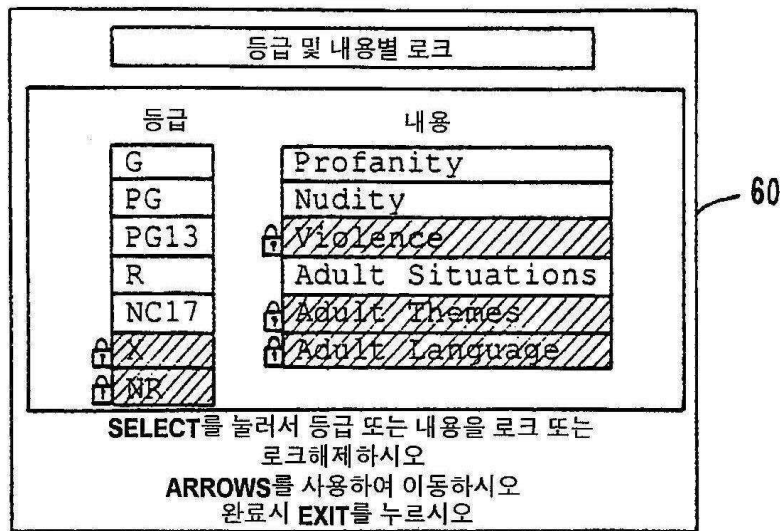 등급 및 내용별 로크
등급
내용
G
PG
PG13
R
NC17
X
NR
Profanity
Nudity
Violence
Adult Situations
Adult Themes
Adult Language
SELECT를 눌러서 등급 또는 내용을 로크 또는
로크해제하시오
ARROWS를 사용하여 이동하시오
완료시 EXIT를 누르시오
60